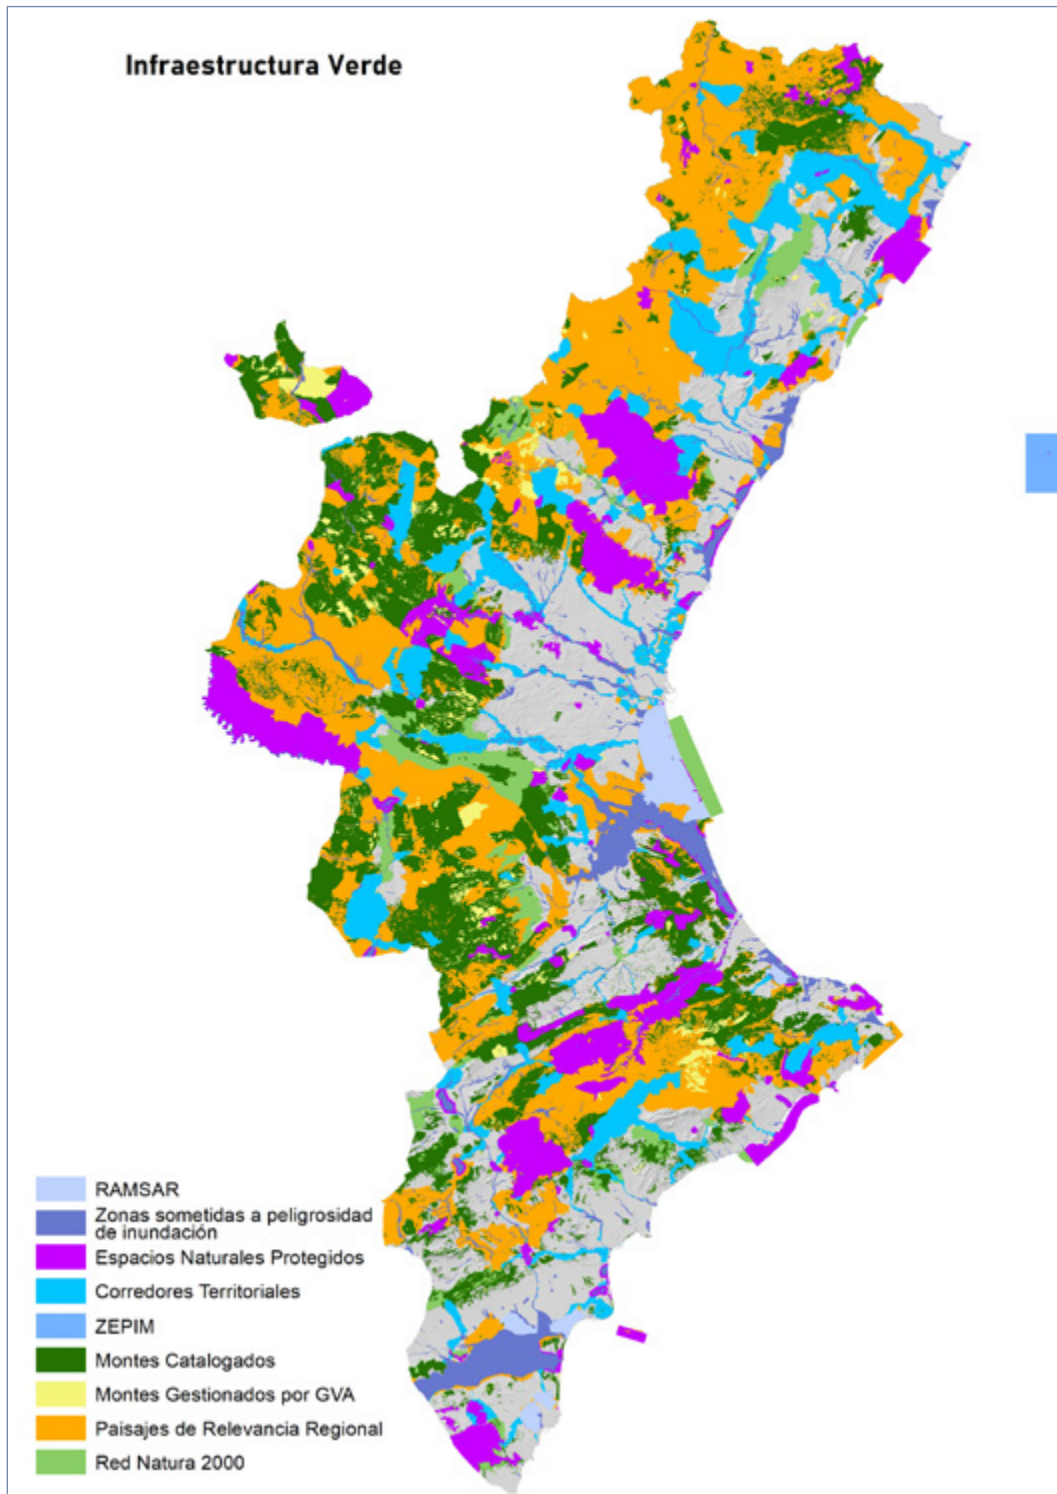 Infraestructura Verde
RAMSAR
Zonas sometidas a peligrosidad
de inundación
Espacios Naturales Protegidos
Corredores Territoriales
ZEPIM
Montes Catalogados
Montes Gestionados por GVA
Paisajes de Relevancia Regional
Red Natura 2000